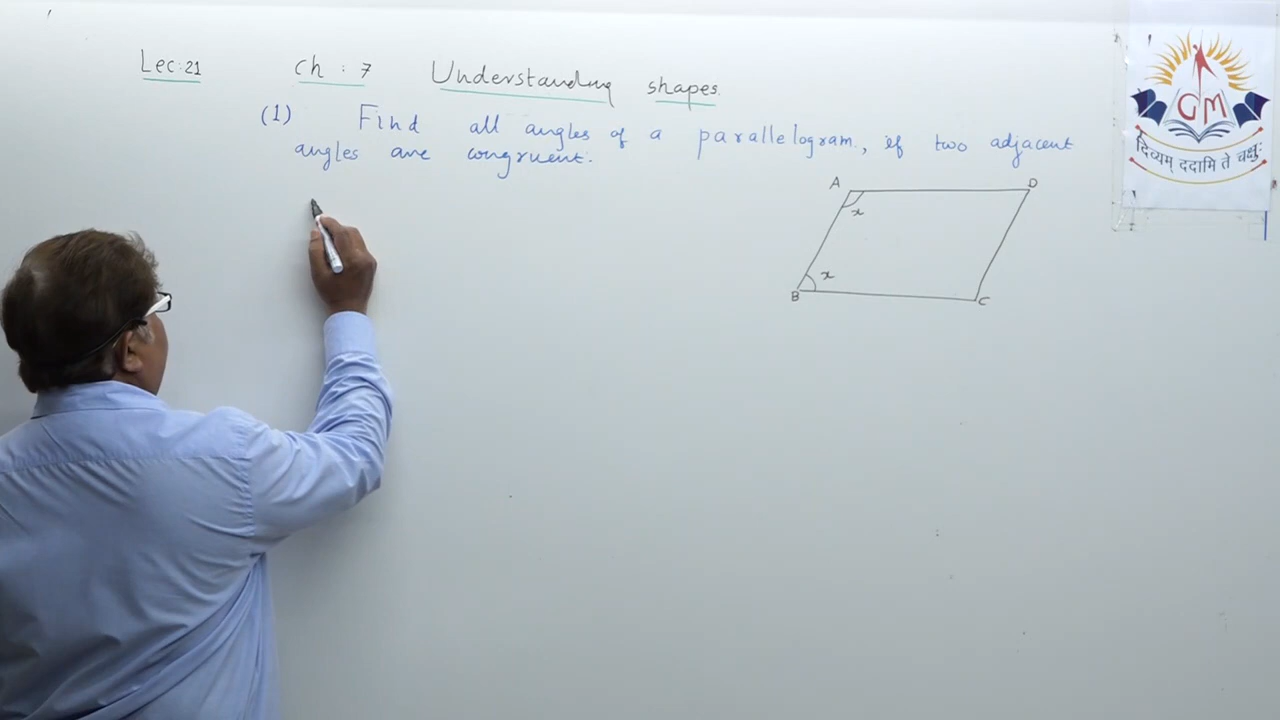 Lec:21 ch : 7 Understanding shapes.
(1) Find all angles of a parallelogram., if two adjacent
angles are congruent.
A D
x
x
B C
GM
दिव्यम् ददामि ते चक्षुः